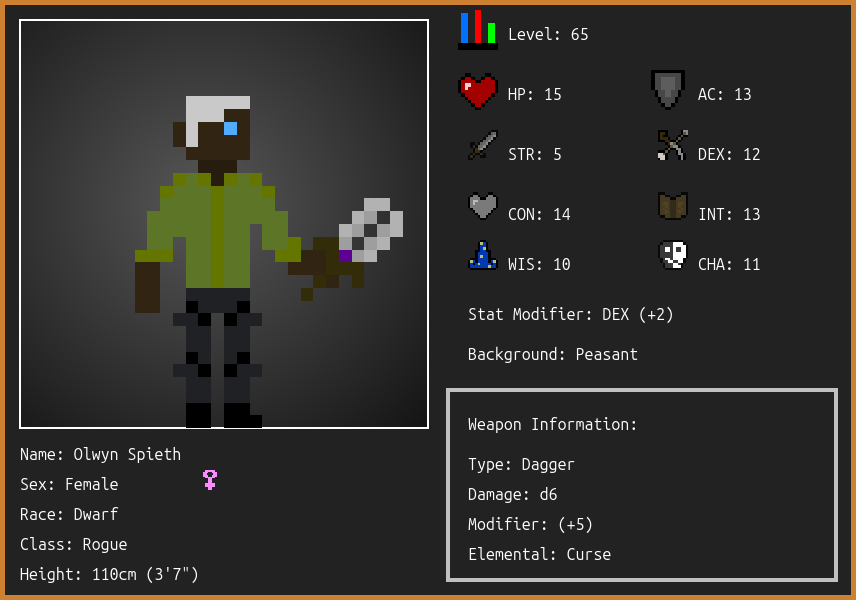 Level: 65
HP: 15
AC: 13
STR: 5
DEX: 12
CON: 14
INT: 13
WIS: 10
CHA: 11
Stat Modifier: DEX (+2)
Background: Peasant
Weapon Information:
Type: Dagger
Damage: d6
Modifier: (+5)
Elemental: Curse
Name: Olwyn Spieth
Sex: Female
Race: Dwarf
Class: Rogue
Height: 110cm (3'7")